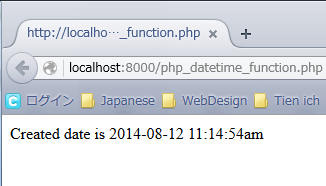 http://localho..._function.php
localhost:8000/php_datetime_function.php
ログイン Japanese WebDesign Tien ich
Created date is 2014-08-12 11:14:54am